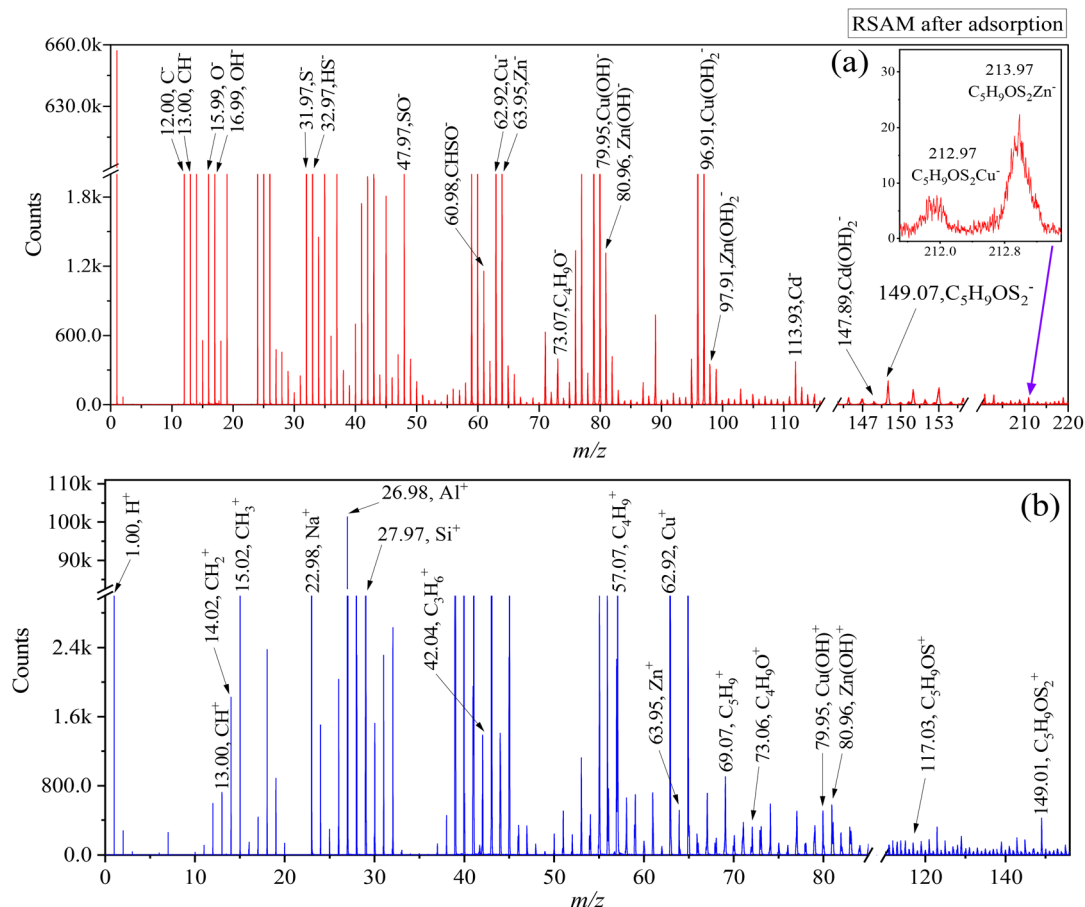 RSAM after adsorption
(a)
660.0k
630.0k
1.8k
1.2k
600.0
0.0
Counts
12.00, C⁻
13.00, CH⁻
15.99, O⁻
16.99, OH⁻
31.97,S⁻
32.97,HS⁻
47.97,SO⁻
60.98,CHSO⁻
62.92,Cu⁻
63.95,Zn⁻
73.07,C₄H₉O⁻
79.95,Cu(OH)⁻
80.96, Zn(OH)⁻
96.91,Cu(OH)₂⁻
97.91,Zn(OH)₂⁻
113.93,Cd⁻
147.89,Cd(OH)₂⁻
149.07,C₅H₉OS₂⁻
30
20
10
0
213.97
C₅H₉OS₂Zn⁻
212.97
C₅H₉OS₂Cu⁻
212.0 212.8
0 10 20 30 40 50 60 70 80 90 100 110 147 150 153 210 220
m/z
(b)
110k
100k
90k
2.4k
1.6k
800.0
0.0
Counts
1.00, H⁺
13.00, CH⁺
14.02, CH₂⁺
15.02, CH₃⁺
22.98, Na⁺
26.98, Al⁺
27.97, Si⁺
42.04, C₃H₆⁺
57.07, C₄H₉⁺
62.92, Cu⁺
63.95, Zn⁺
69.07, C₅H₉⁺
73.06, C₄H₉O⁺
79.95, Cu(OH)⁺
80.96, Zn(OH)⁺
117.03, C₅H₉OS⁺
149.01, C₅H₉OS₂⁺
0 10 20 30 40 50 60 70 80 120 140
m/z